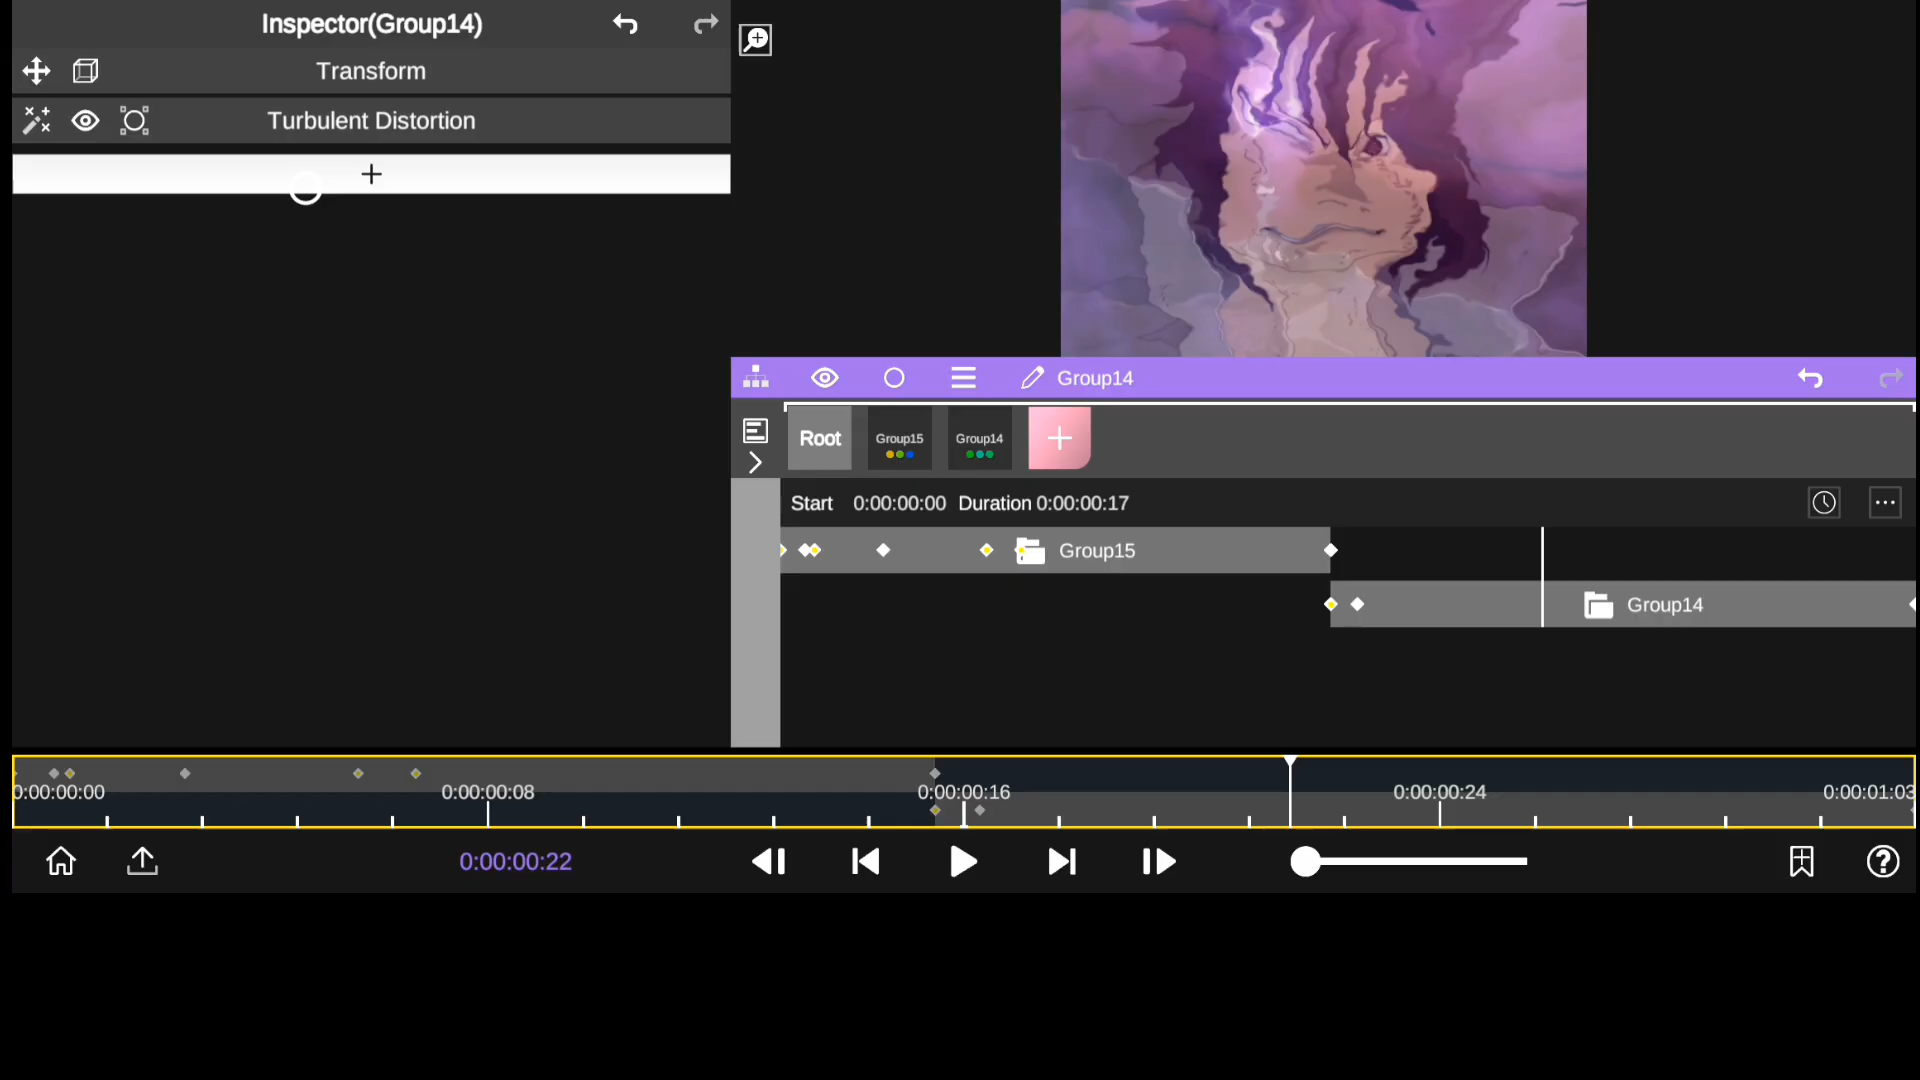 Inspector(Group14)
Transform
Turbulent Distortion
Group14
Root
Group15
Group14
Start 0:00:00:00 Duration 0:00:00:17
Group15
Group14
0:00:00:00 0:00:00:08 0:00:00:16 0:00:00:24 0:00:01:03
0:00:00:22